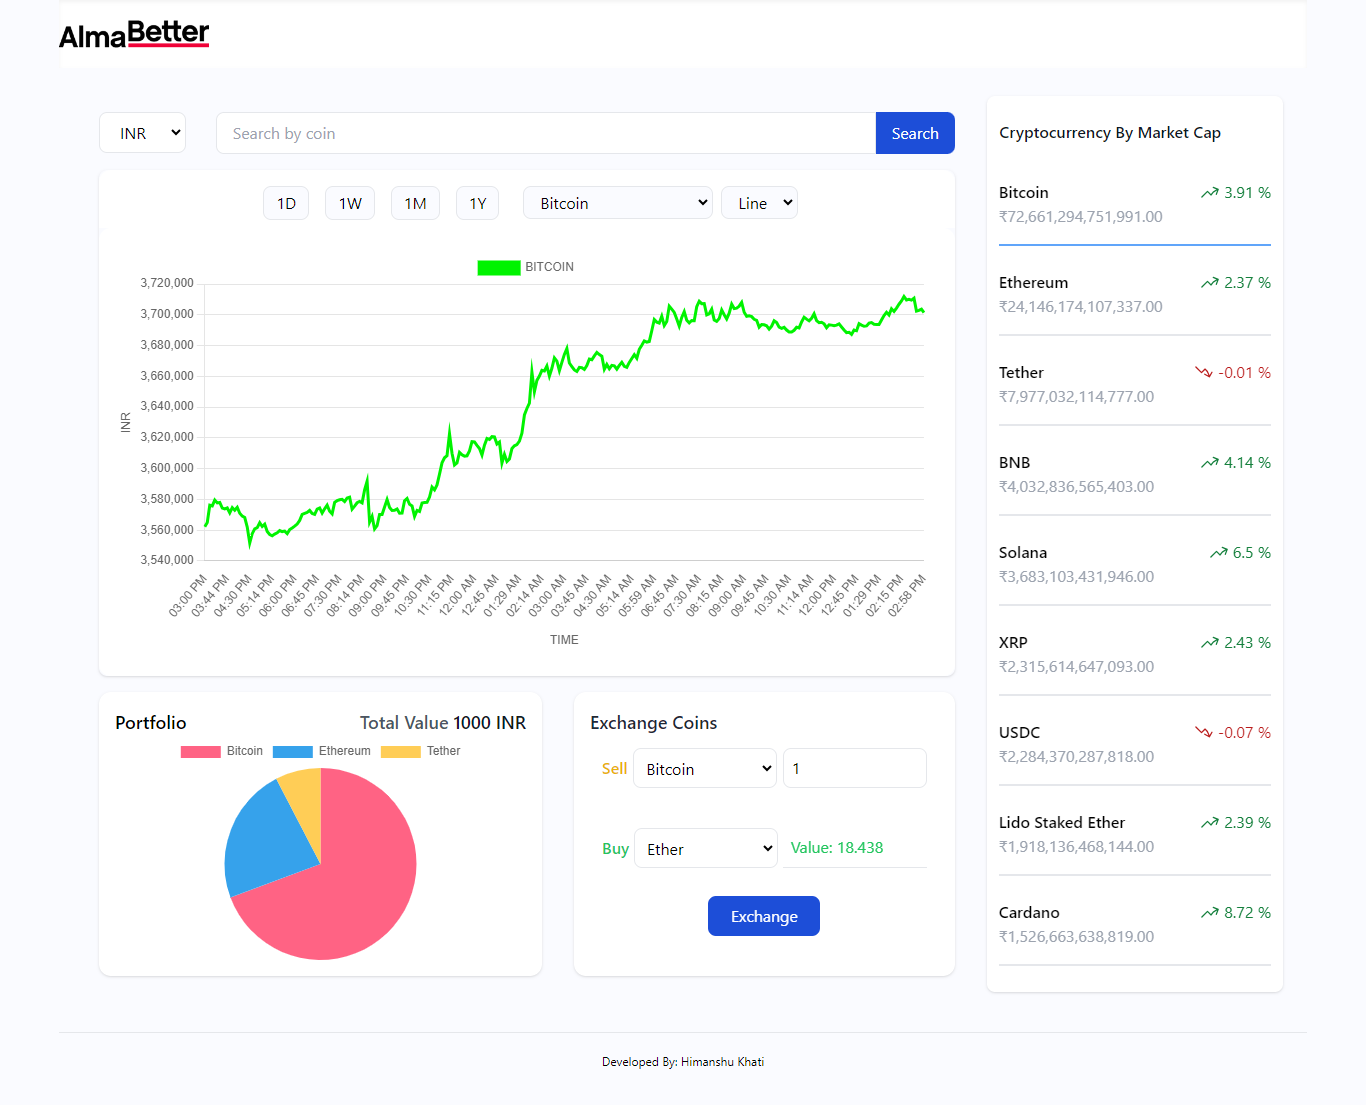 AlmaBetter
INR
Search by coin
Search
1D
1W
1M
1Y
Bitcoin
Line
BITCOIN
3,720,000
3,700,000
3,680,000
3,660,000
3,640,000
3,620,000
3,600,000
3,580,000
3,560,000
3,540,000
INR
03:00 PM
03:44 PM
04:30 PM
05:14 PM
06:00 PM
06:45 PM
07:30 PM
08:14 PM
09:00 PM
09:45 PM
10:30 PM
11:15 PM
12:00 AM
12:45 AM
01:29 AM
02:14 AM
03:00 AM
03:45 AM
04:30 AM
05:14 AM
05:59 AM
06:45 AM
07:30 AM
08:15 AM
09:00 AM
09:45 AM
10:30 AM
11:14 AM
12:00 PM
12:45 PM
01:29 PM
02:15 PM
02:58 PM
TIME
Portfolio
Total Value 1000 INR
Bitcoin
Ethereum
Tether
Exchange Coins
Sell
Bitcoin
1
Buy
Ether
Value: 18.438
Exchange
Cryptocurrency By Market Cap
Bitcoin
3.91 %
₹72,661,294,751,991.00
Ethereum
2.37 %
₹24,146,174,107,337.00
Tether
-0.01 %
₹7,977,032,114,777.00
BNB
4.14 %
₹4,032,836,565,403.00
Solana
6.5 %
₹3,683,103,431,946.00
XRP
2.43 %
₹2,315,614,647,093.00
USDC
-0.07 %
₹2,284,370,287,818.00
Lido Staked Ether
2.39 %
₹1,918,136,468,144.00
Cardano
8.72 %
₹1,526,663,638,819.00
Developed By: Himanshu Khati